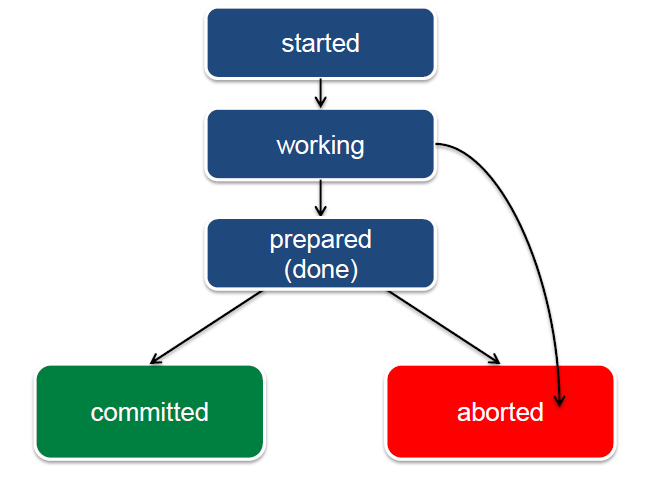 started
working
prepared
(done)
committed
aborted